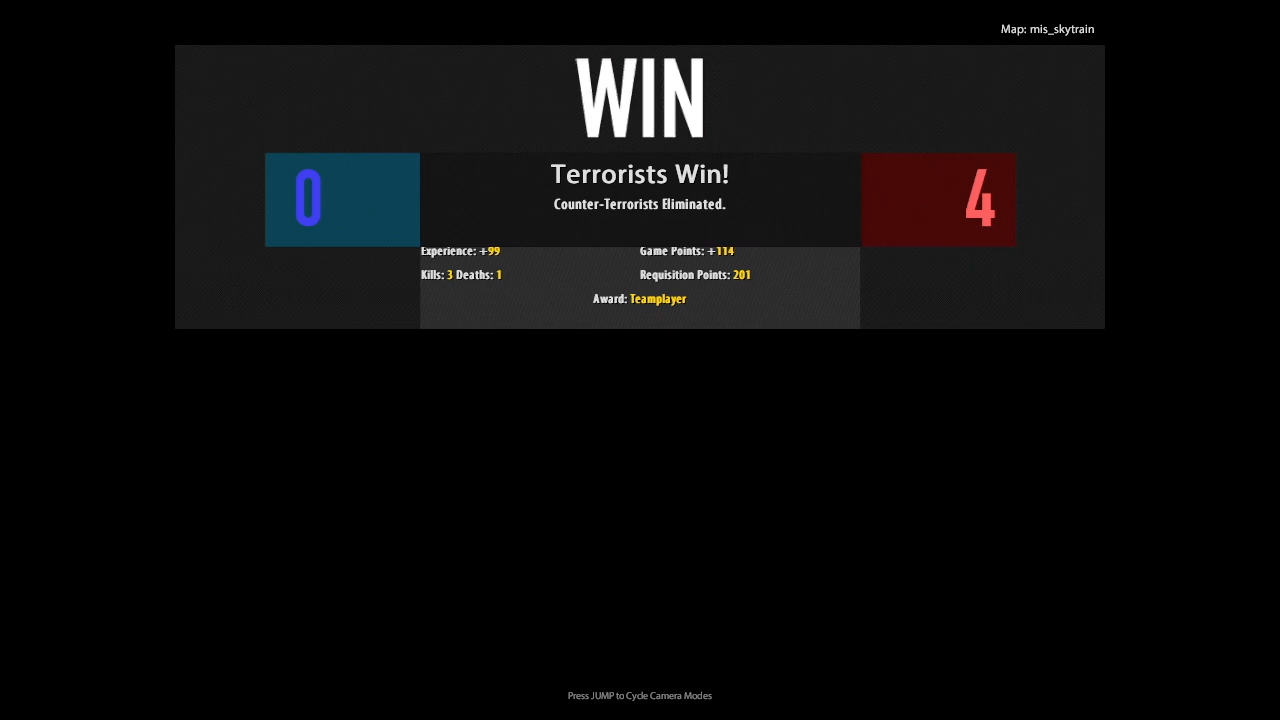 Map: mis_skytrain
WIN
0
Terrorists Win!
4
Counter-Terrorists Eliminated.
Experience: +99
Game Points: +114
Kills: 3 Deaths: 1
Requisition Points: 201
Award: Teamplayer
Press JUMP to Cycle Camera Modes